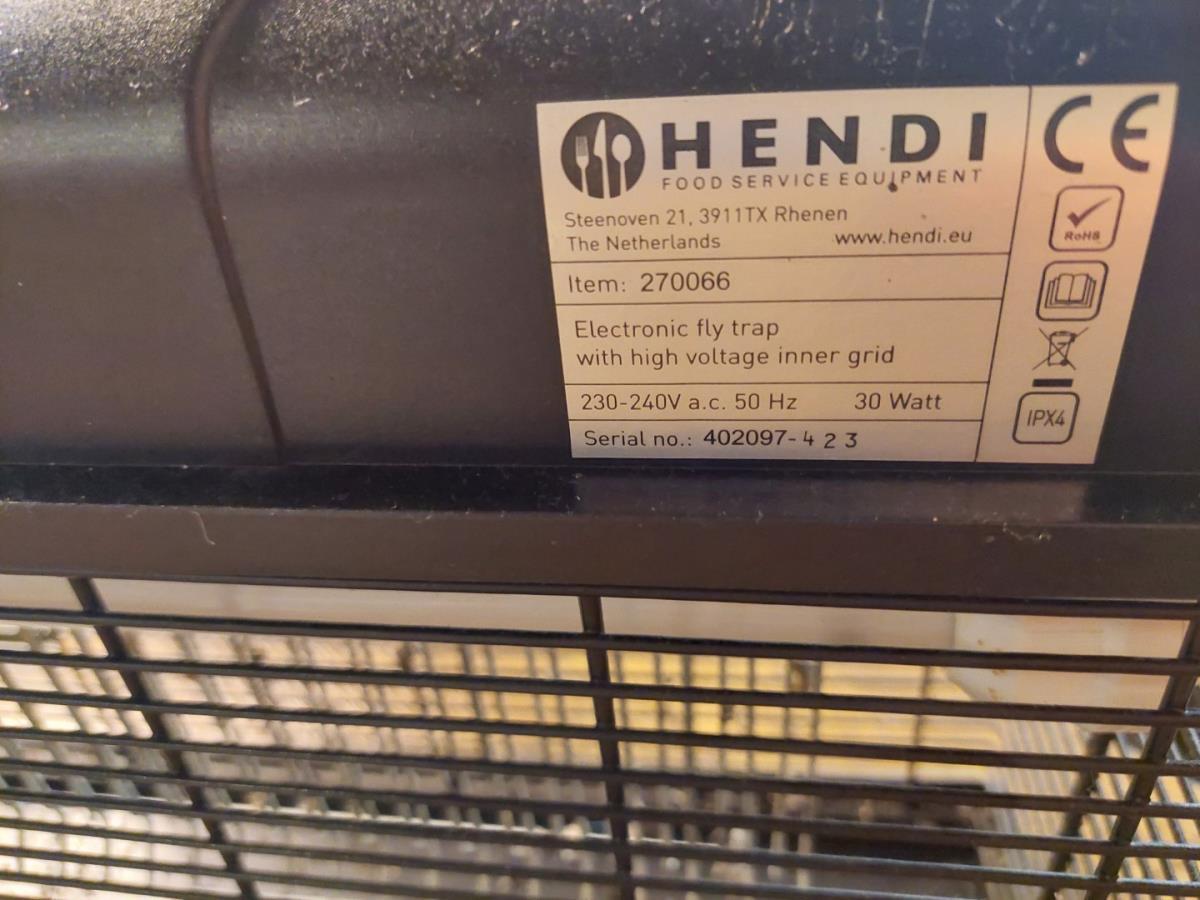 HENDI
FOOD SERVICE EQUIPMENT
Steenoven 21, 3911TX Rhenen
The Netherlands www.hendi.eu
Item: 270066
Electronic fly trap
with high voltage inner grid
230-240V a.c. 50 Hz 30 Watt
Serial no.: 402097-4 2 3
CE
RoHS
IPX4